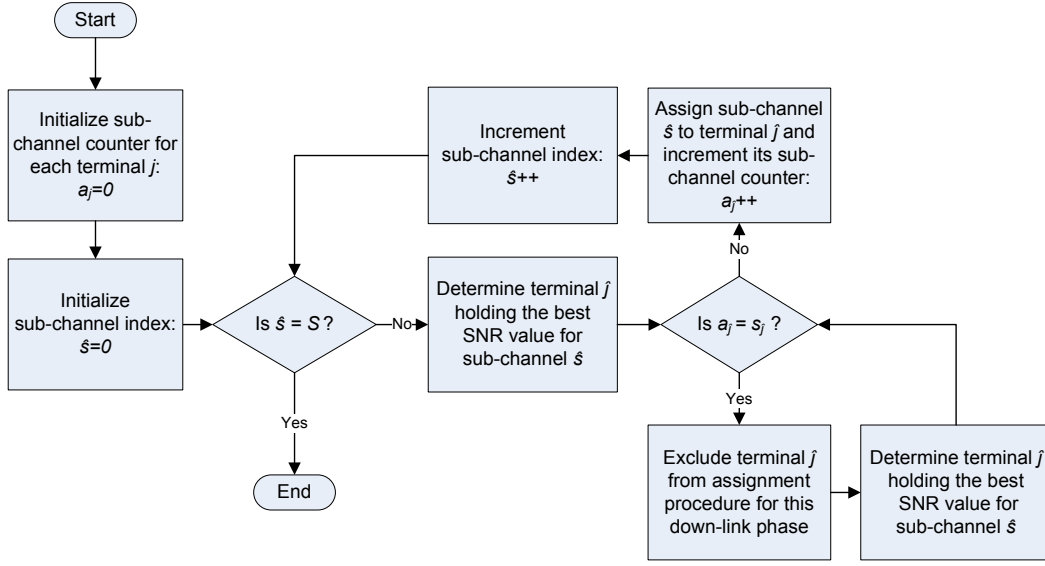 Start
Initialize sub-
channel counter for
each terminal j:
aⱼ=0
Initialize
sub-channel index:
ŝ=0
Is ŝ = S ?
Yes
End
No
Determine terminal ĵ
holding the best
SNR value for
sub-channel ŝ
Is a_ĵ = s_ĵ ?
No
Assign sub-channel
ŝ to terminal ĵ and
increment its sub-
channel counter:
a_ĵ++
Increment
sub-channel index:
ŝ++
Yes
Exclude terminal ĵ
from assignment
procedure for this
down-link phase
Determine terminal ĵ
holding the best
SNR value for
sub-channel ŝ